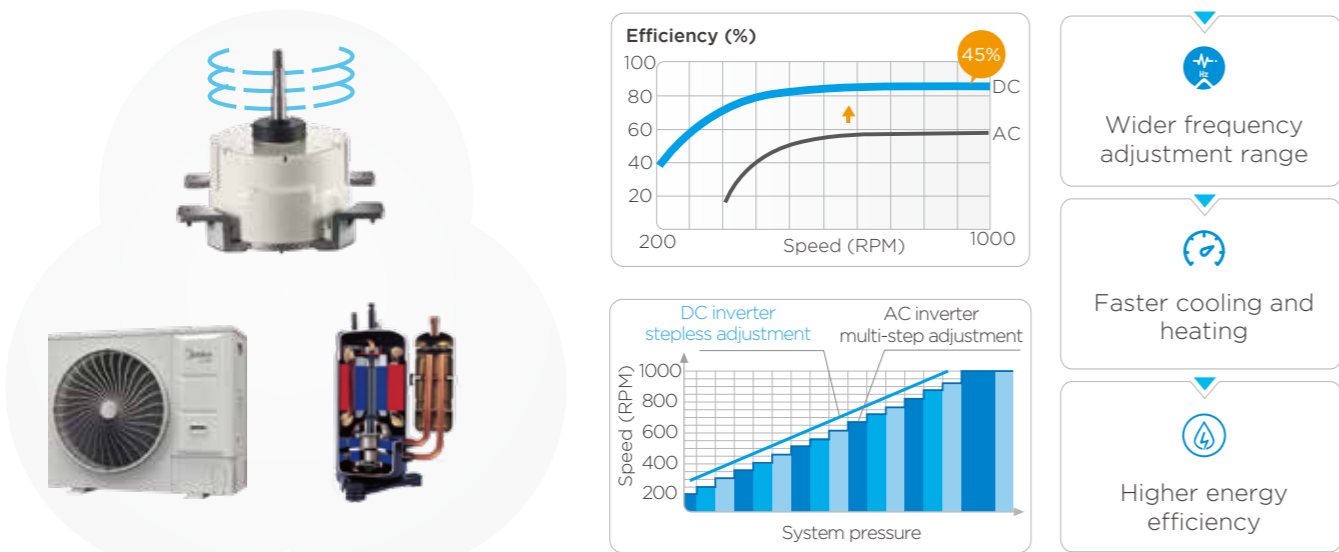 Efficiency (%)
100
80
60
40
20
200
Speed (RPM)
1000
45%
DC
AC
DC inverter
stepless adjustment
AC inverter
multi-step adjustment
1000
800
600
400
200
Speed (RPM)
System pressure
Hz
Wider frequency
adjustment range
Faster cooling and
heating
Higher energy
efficiency
Midea